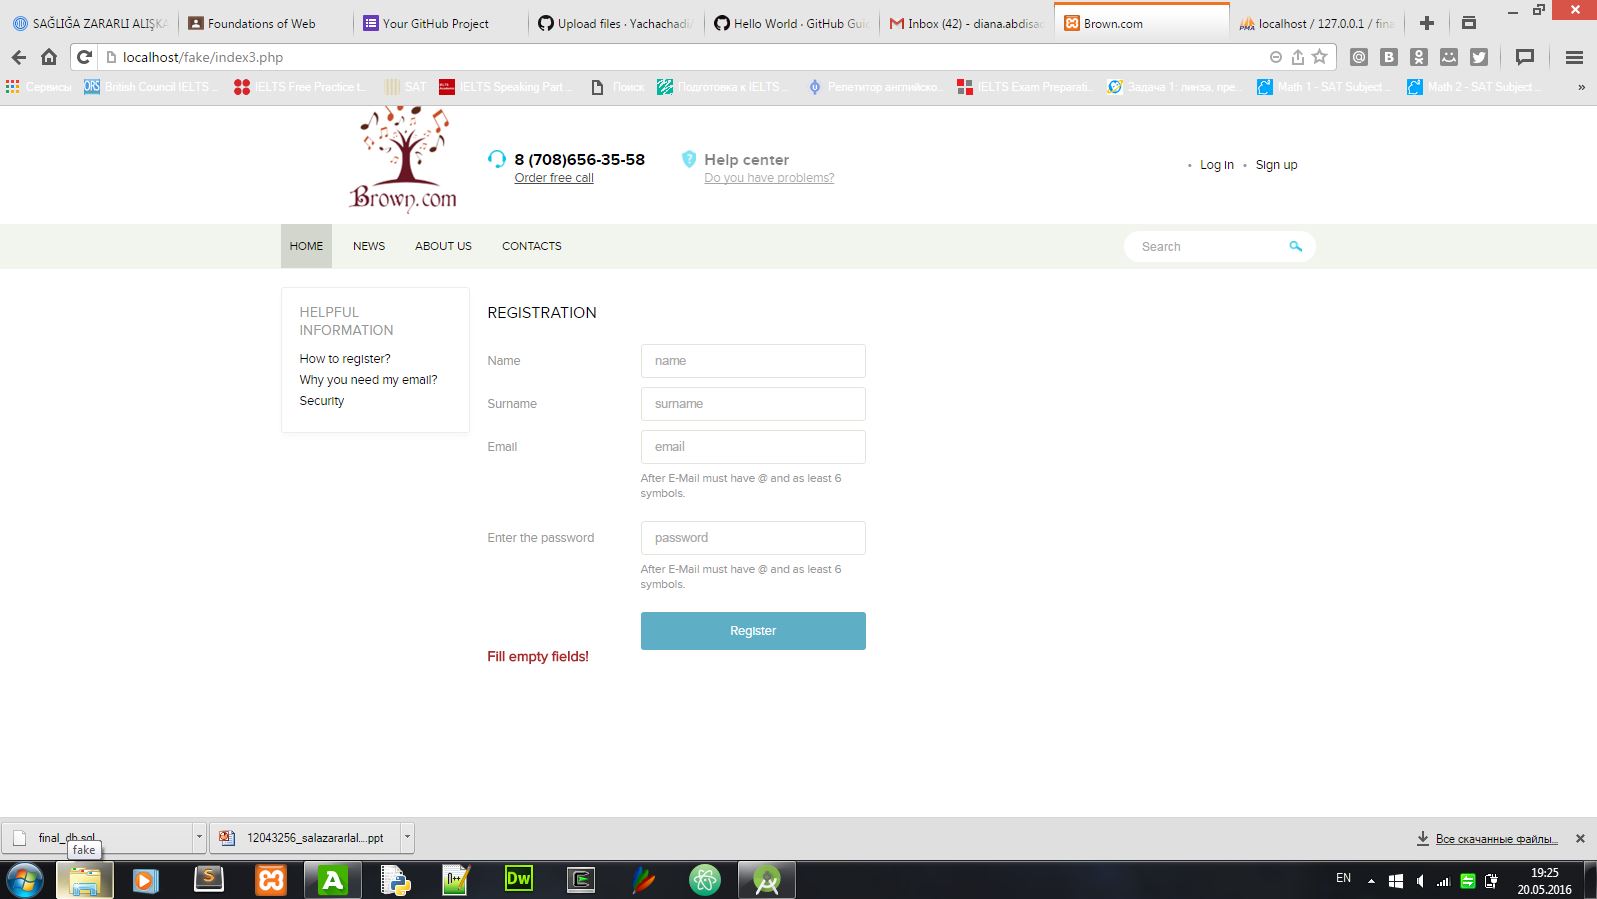 SAĞLIĞA ZARARLI ALIŞKA
Foundations of Web
Your GitHub Project
Upload files · Yachachadi/
Hello World · GitHub Guid
Inbox (42) - diana.abdisad
Brown.com
localhost / 127.0.0.1 / fina
localhost/fake/index3.php
Сервисы
British Council IELTS ...
IELTS Free Practice t...
SAT
IELTS Speaking Part ...
Поиск
Подготовка к IELTS ...
Репетитор английско...
IELTS Exam Preparati...
Задача 1: линза, пре...
Math 1 - SAT Subject ...
Math 2 - SAT Subject ...
»
Brown.com
8 (708)656-35-58
Order free call
Help center
Do you have problems?
• Log in • Sign up
HOME
NEWS
ABOUT US
CONTACTS
Search
HELPFUL
INFORMATION
How to register?
Why you need my email?
Security
REGISTRATION
Name
name
Surname
surname
Email
email
After E-Mail must have @ and as least 6
symbols.
Enter the password
password
After E-Mail must have @ and as least 6
symbols.
Register
Fill empty fields!
final_db.sql
12043256_salazararlal....ppt
Все скачанные файлы...
fake
EN
19:25
20.05.2016